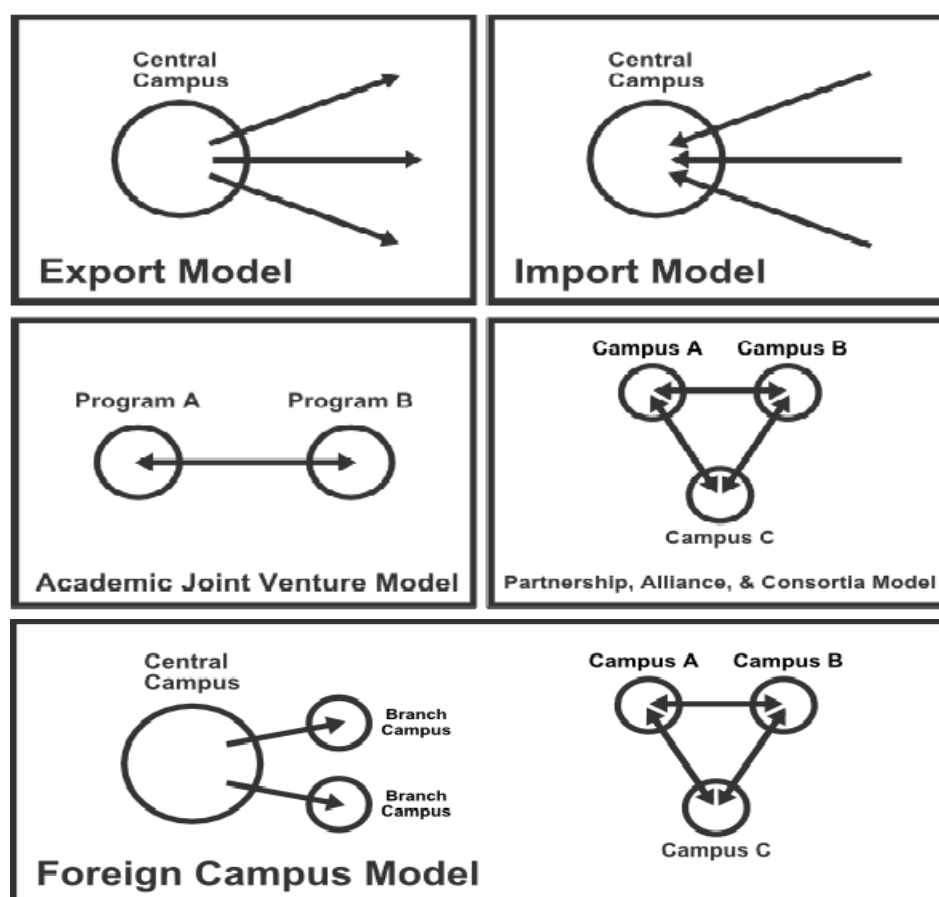 Central
Campus
Export Model
Central
Campus
Import Model
Program A
Program B
Academic Joint Venture Model
Campus A
Campus B
Campus C
Partnership, Alliance, & Consortia Model
Central
Campus
Branch
Campus
Branch
Campus
Foreign Campus Model
Campus A
Campus B
Campus C